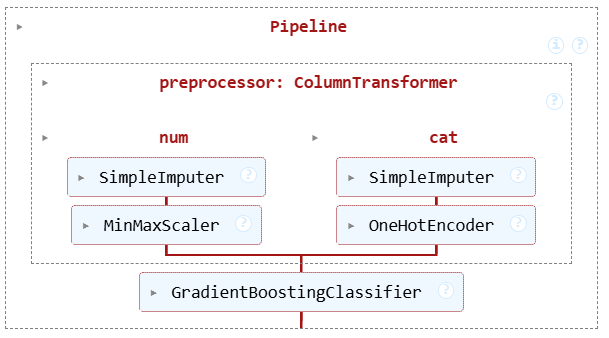 Pipeline
i ?
preprocessor: ColumnTransformer
?
num
cat
SimpleImputer ?
SimpleImputer ?
MinMaxScaler ?
OneHotEncoder ?
GradientBoostingClassifier ?